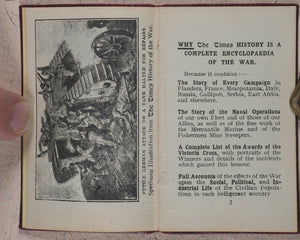 FUTILE GERMAN ATTACK ON A TANK HALTED FOR REPAIRS
Specimen Illustration from The Times History of the War.
WHY The Times HISTORY IS A
COMPLETE ENCYCLOPAEDIA
OF THE WAR.
Because it contains :—
The Story of Every Campaign in
Flanders, France, Mesopotamia, Italy,
Russia, Gallipoli, Serbia, East Africa,
and elsewhere.
The Story of the Naval Operations
of our own Fleet and of those of our
Allies, as well as of the fine work of
the Mercantile Marine and of the
Fishermen Mine Sweepers.
A Complete List of the Awards of the
Victoria Cross, with portraits of the
Winners and details of the incidents
which gained this honour.
Full Accounts of the effects of the War
upon the Social, Political, and In-
dustrial Life of the Civilian Popula-
tions in each belligerent country
3